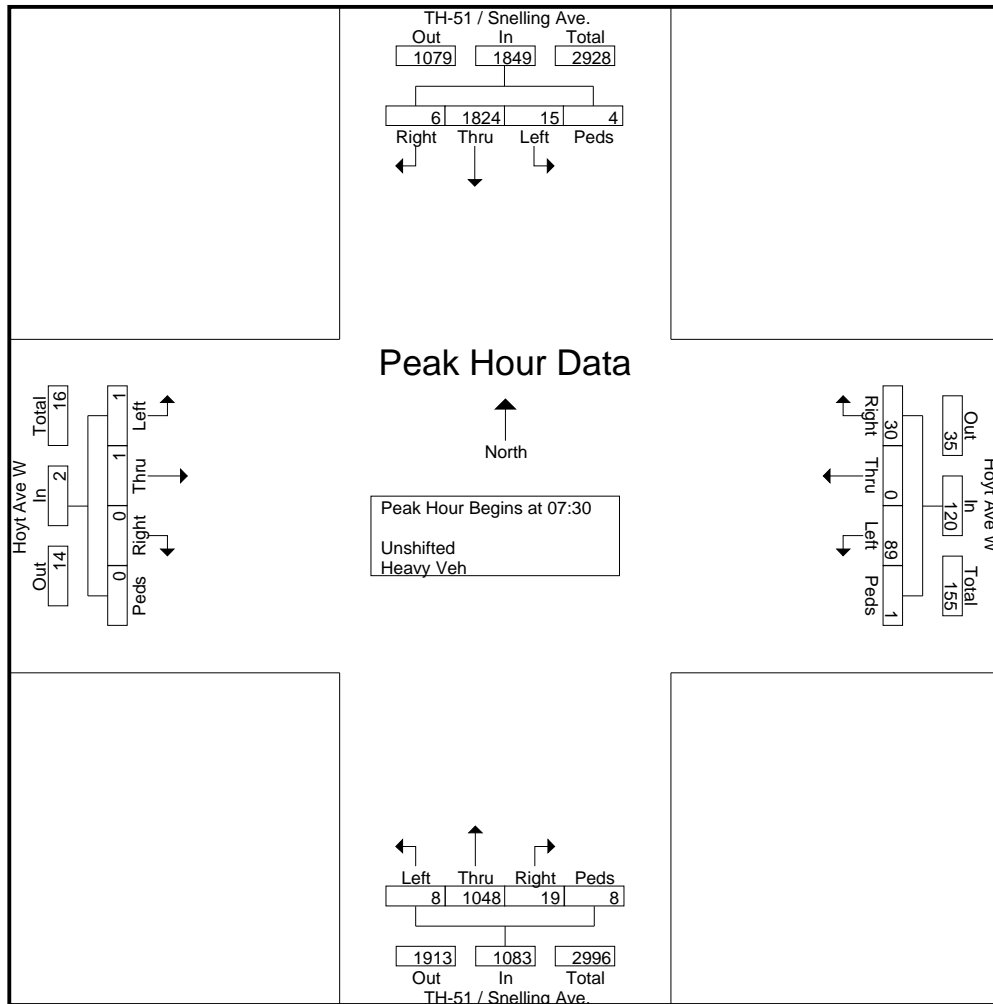 TH-51 / Snelling Ave.
Out In Total
1079 1849 2928
6 1824 15 4
Right Thru Left Peds
Peak Hour Data
North
Peak Hour Begins at 07:30
Unshifted
Heavy Veh
Hoyt Ave W
Total In Out
16 2 14
1 1 0 0
Left Thru Right Peds
Hoyt Ave W
Out In Total
35 120 155
30 0 89 1
Right Thru Left Peds
Left Thru Right Peds
8 1048 19 8
1913 1083 2996
Out In Total
TH-51 / Snelling Ave.